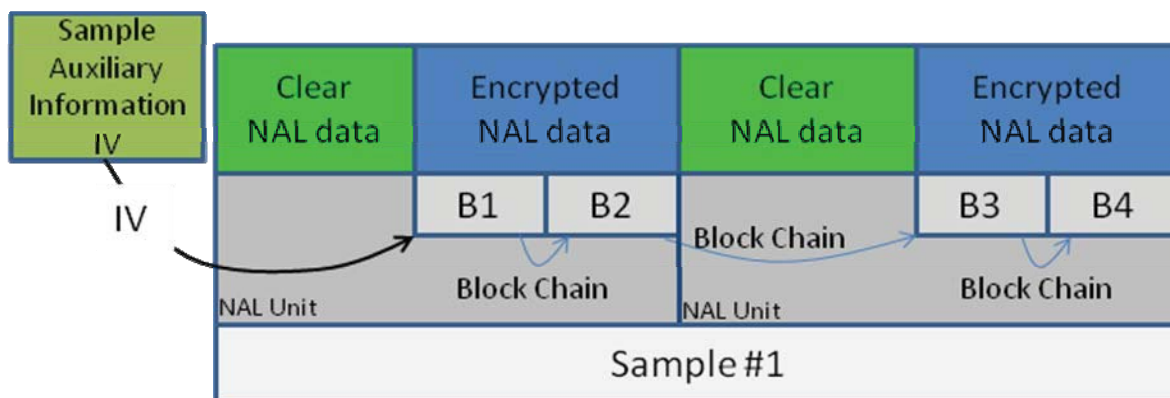 Sample
Auxiliary
Information
IV
Clear
NAL data
Encrypted
NAL data
Clear
NAL data
Encrypted
NAL data
IV
B1
B2
B3
B4
Block Chain
Block Chain
Block Chain
NAL Unit
NAL Unit
Sample #1